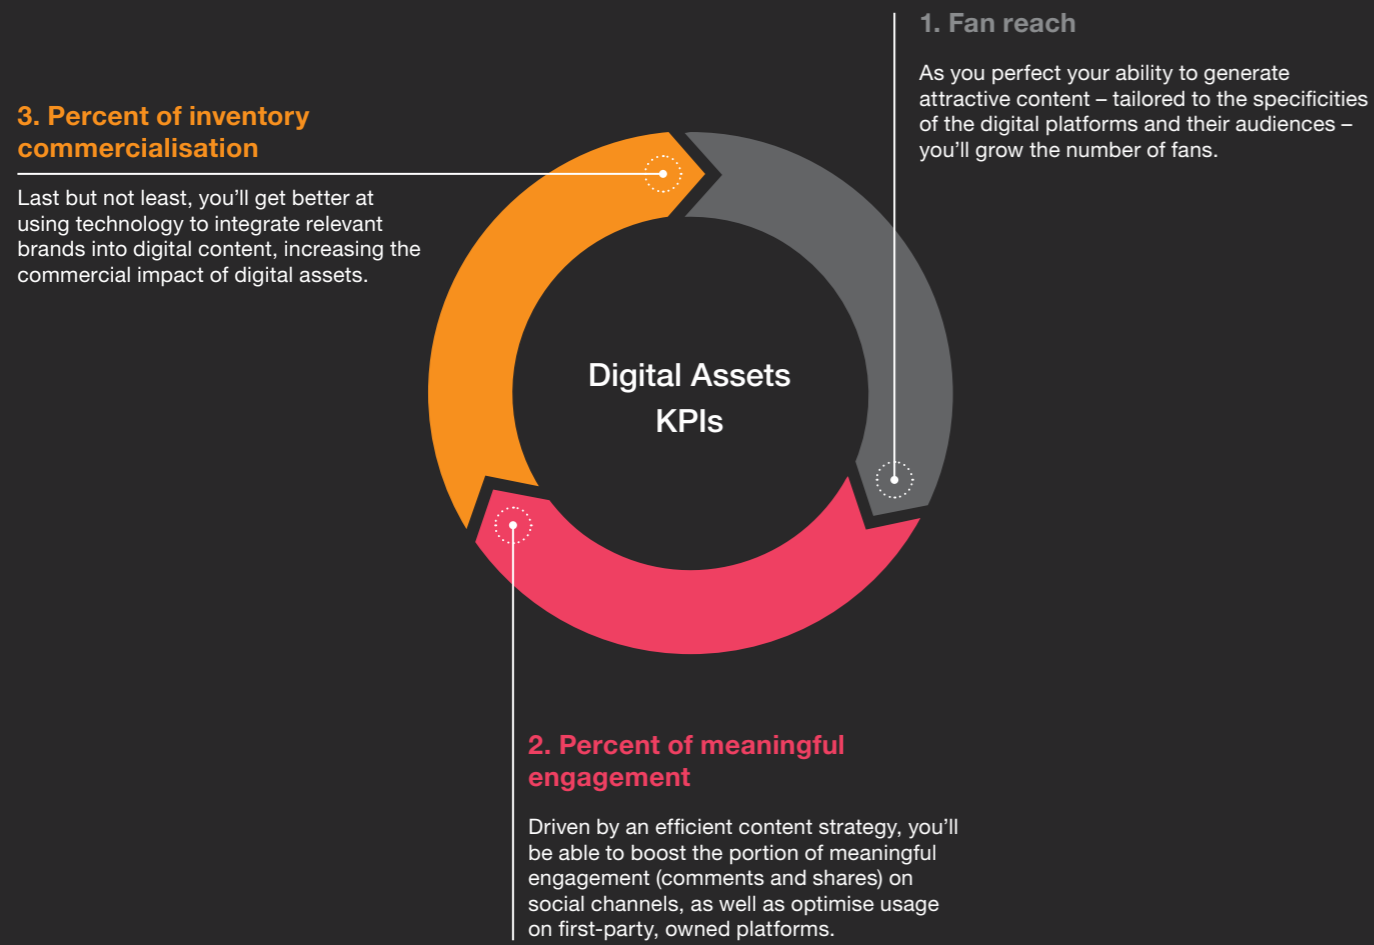 1. Fan reach
As you perfect your ability to generate
attractive content – tailored to the specificities
of the digital platforms and their audiences –
you’ll grow the number of fans.
3. Percent of inventory
commercialisation
Last but not least, you’ll get better at
using technology to integrate relevant
brands into digital content, increasing the
commercial impact of digital assets.
Digital Assets
KPIs
2. Percent of meaningful
engagement
Driven by an efficient content strategy, you’ll
be able to boost the portion of meaningful
engagement (comments and shares) on
social channels, as well as optimise usage
on first-party, owned platforms.